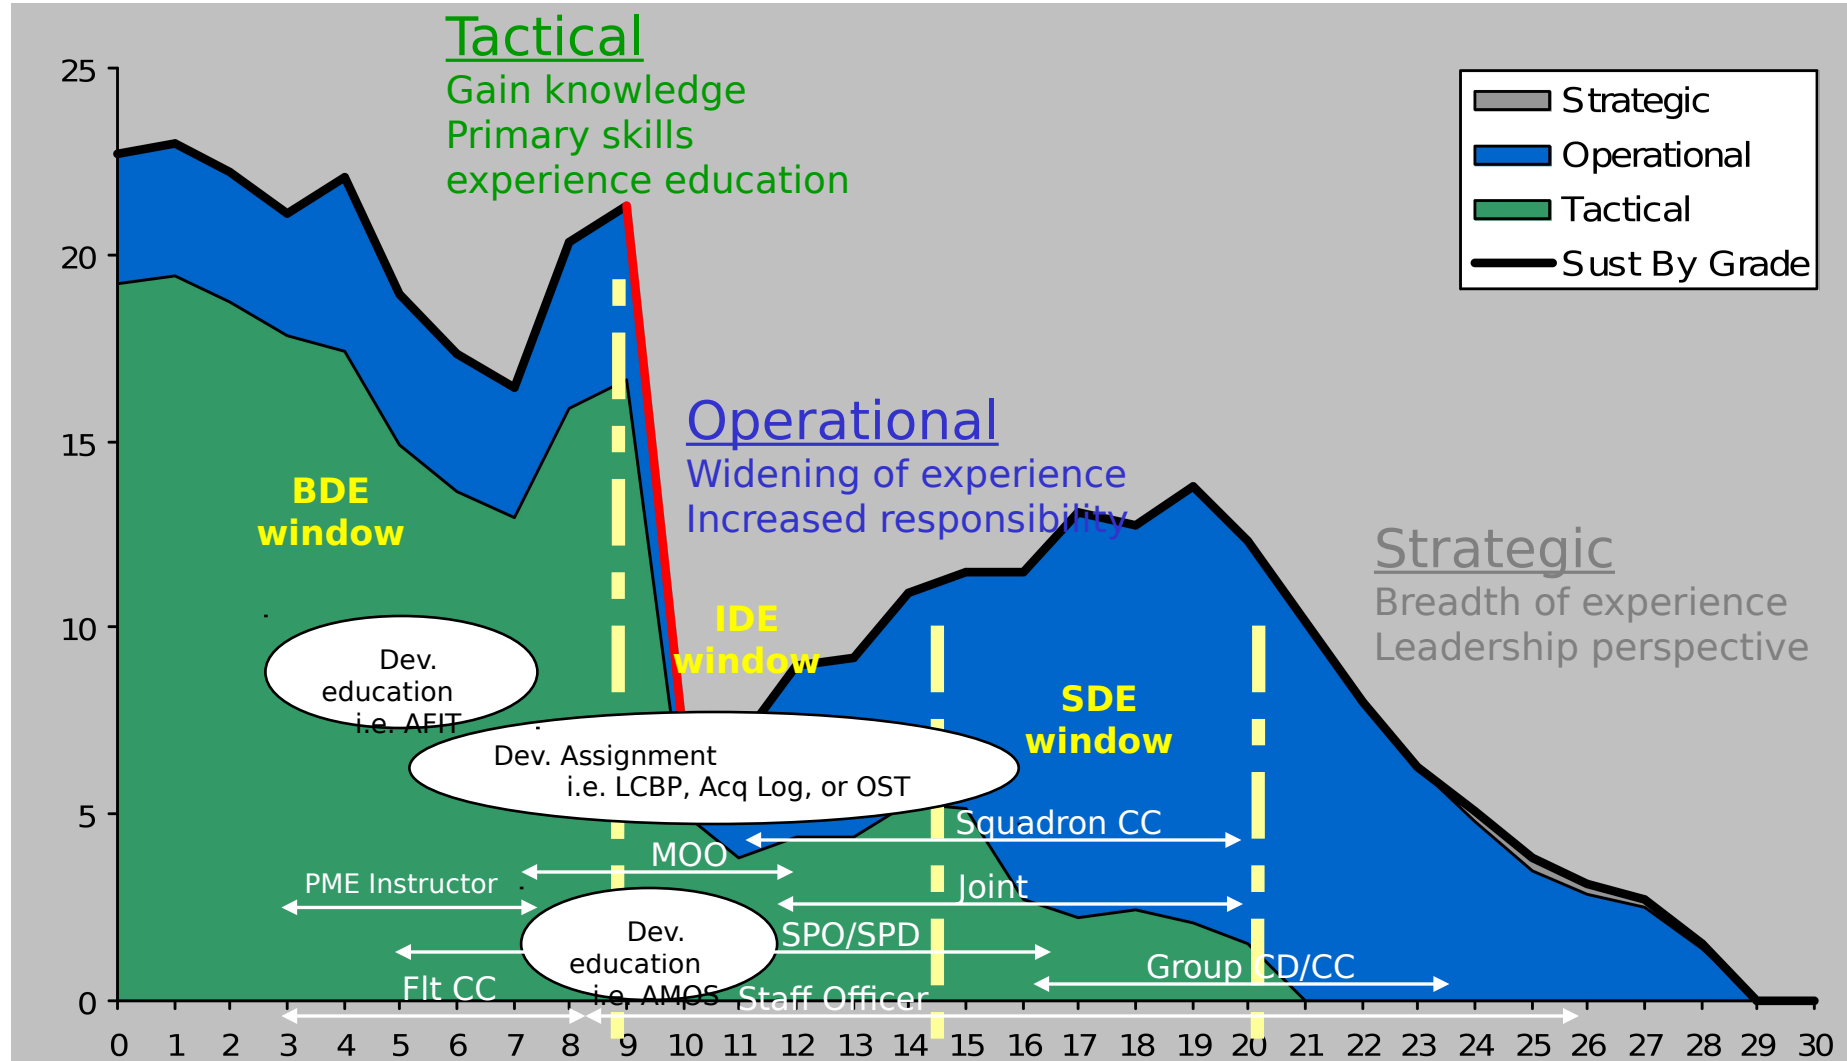 Tactical
Gain knowledge
Primary skills
experience education
25
20
15
10
5
0
Strategic
Operational
Tactical
Sust By Grade
Operational
Widening of experience
Increased responsibility
Strategic
Breadth of experience
Leadership perspective
BDE
window
IDE
window
SDE
window
Dev.
education
i.e. AFIT
Dev. Assignment
i.e. LCBP, Acq Log, or OST
Squadron CC
MOO
PME Instructor
Joint
Dev.
education
i.e. AMOS
SPO/SPD
Group CD/CC
Flt CC
Staff Officer
0 1 2 3 4 5 6 7 8 9 10 11 12 13 14 15 16 17 18 19 20 21 22 23 24 25 26 27 28 29 30